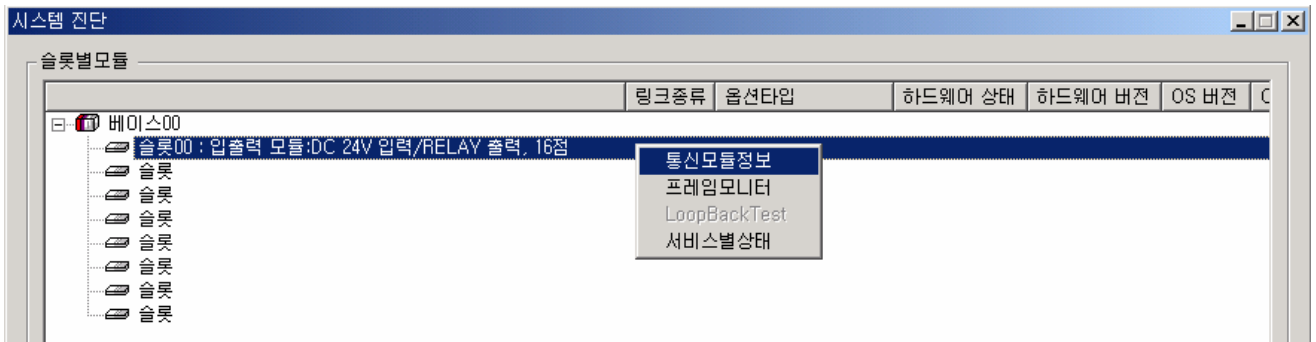 시스템 진단
슬롯별모듈
링크종류 옵션타입 하드웨어 상태 하드웨어 버전 OS 버전
베이스00
슬롯00 : 입출력 모듈:DC 24V 입력/RELAY 출력, 16점
통신모듈정보
슬롯
프레임모니터
슬롯
LoopBackTest
슬롯
서비스별상태
슬롯
슬롯
슬롯
슬롯